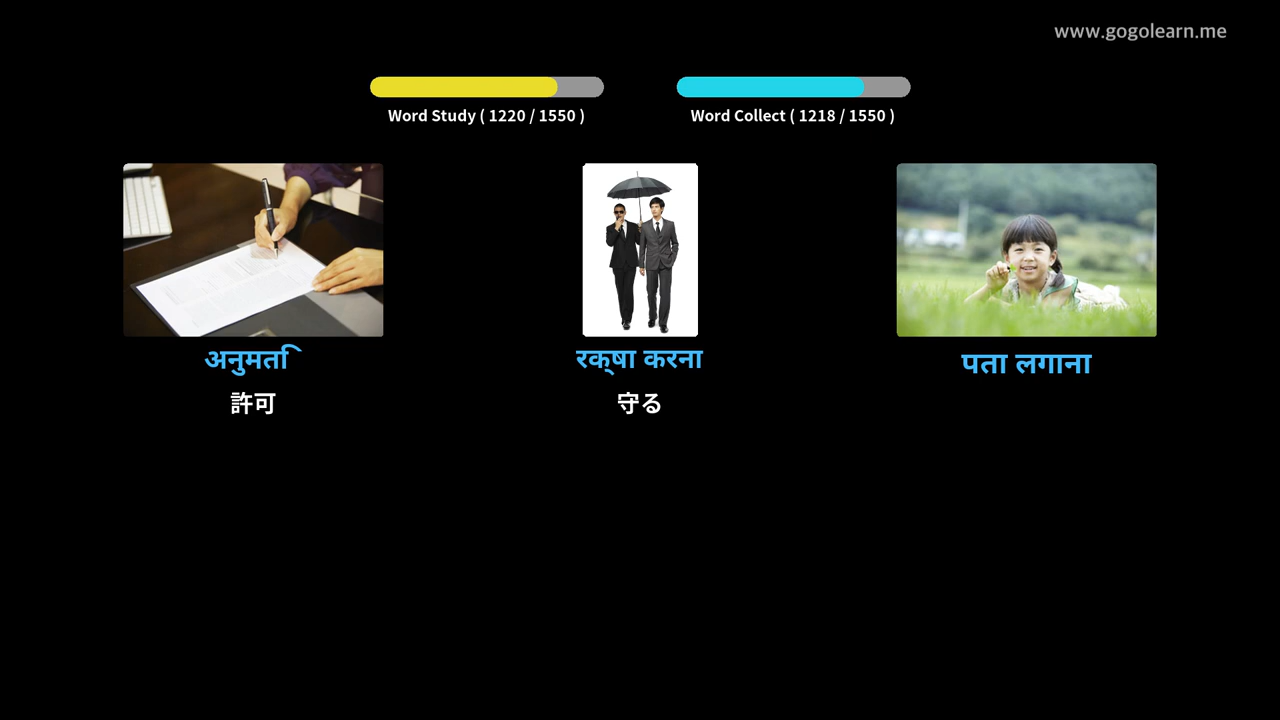 www.gogolearn.me
Word Study ( 1220 / 1550 )
Word Collect ( 1218 / 1550 )
अनुमति
रक्षा करना
पता लगाना
許可
守る